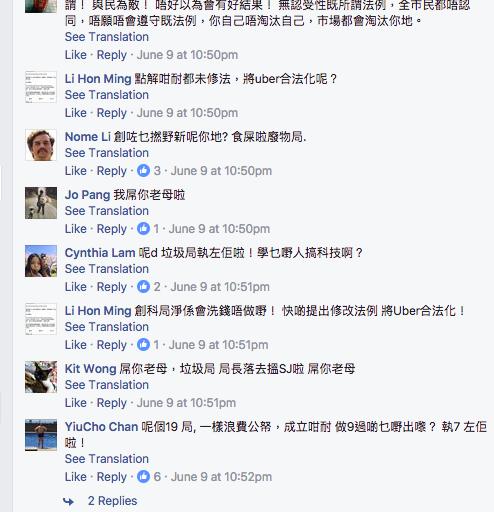 謂！ 與民為敵！ 唔好以為會有好結果！ 無認受性既所謂法例，全市民都唔認
同，唔願唔會遵守既法例，你自己唔淘汰自己，市場都會淘汰你地。
See Translation
Like · Reply · June 9 at 10:50pm
Li Hon Ming 點解咁耐都未修法，將uber合法化呢？
See Translation
Like · Reply · June 9 at 10:50pm
Nome Li 創咗乜撚野新呢你地? 食屎啦廢物局.
See Translation
Like · Reply · 3 · June 9 at 10:50pm
Jo Pang 我屌你老母啦
See Translation
Like · Reply · 1 · June 9 at 10:50pm
Cynthia Lam 呢d 垃圾局執左佢啦！學乜嘢人搞科技啊？
See Translation
Like · Reply · 2 · June 9 at 10:51pm
Li Hon Ming 創科局淨係會洗錢唔做嘢！ 快啲提出修改法例 將Uber合法化！
See Translation
Like · Reply · 1 · June 9 at 10:51pm
Kit Wong 屌你老母，垃圾局 局長落去搵SJ啦 屌你老母
See Translation
Like · Reply · June 9 at 10:51pm
YiuCho Chan 呢個19 局, 一樣浪費公帑，成立咁耐 做9過啲乜嘢出嚟？ 執7 左佢
啦！
See Translation
Like · Reply · 6 · June 9 at 10:52pm
2 Replies